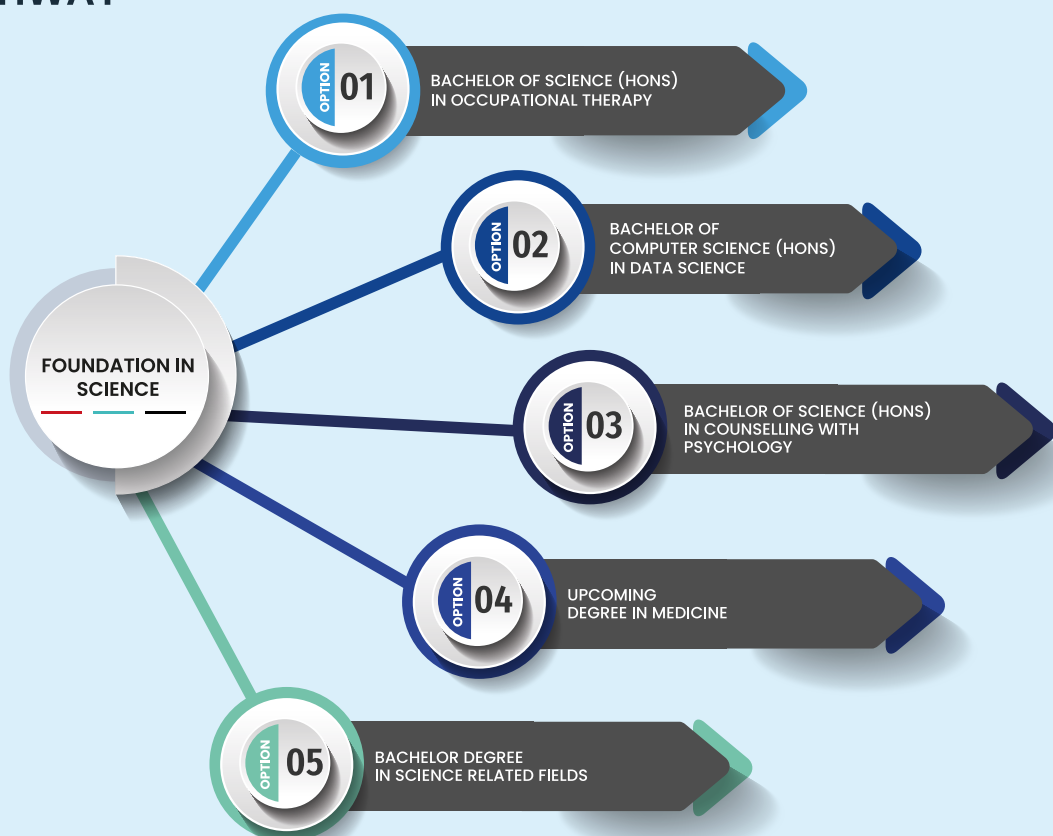 FOUNDATION IN
SCIENCE
OPTION
01
BACHELOR OF SCIENCE (HONS)
IN OCCUPATIONAL THERAPY
OPTION
02
BACHELOR OF
COMPUTER SCIENCE (HONS)
IN DATA SCIENCE
OPTION
03
BACHELOR OF SCIENCE (HONS)
IN COUNSELLING WITH
PSYCHOLOGY
OPTION
04
UPCOMING
DEGREE IN MEDICINE
OPTION
05
BACHELOR DEGREE
IN SCIENCE RELATED FIELDS